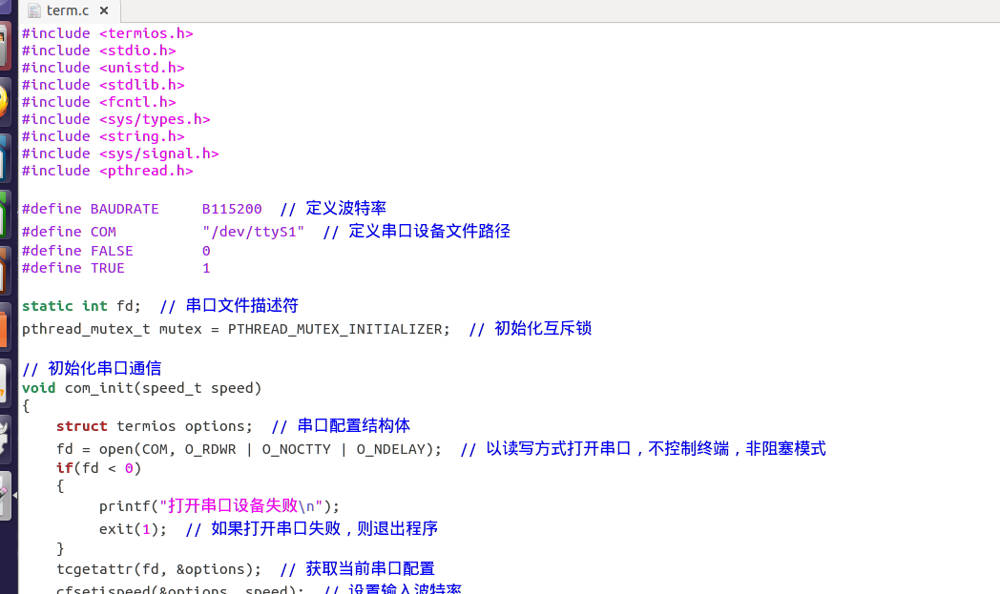 term.c
#include <termios.h>
#include <stdio.h>
#include <unistd.h>
#include <stdlib.h>
#include <fcntl.h>
#include <sys/types.h>
#include <string.h>
#include <sys/signal.h>
#include <pthread.h>
#define BAUDRATE     B115200  // 定义波特率
#define COM          "/dev/ttyS1"  // 定义串口设备文件路径
#define FALSE        0
#define TRUE         1
static int fd;  // 串口文件描述符
pthread_mutex_t mutex = PTHREAD_MUTEX_INITIALIZER;  // 初始化互斥锁
// 初始化串口通信
void com_init(speed_t speed)
{
    struct termios options;  // 串口配置结构体
    fd = open(COM, O_RDWR | O_NOCTTY | O_NDELAY);  // 以读写方式打开串口，不控制终端，非阻塞模式
    if(fd < 0)
    {
         printf("打开串口设备失败\n");
         exit(1);  // 如果打开串口失败，则退出程序
    }
    tcgetattr(fd, &options);  // 获取当前串口配置
    cfsetispeed(&options, speed);  // 设置输入波特率